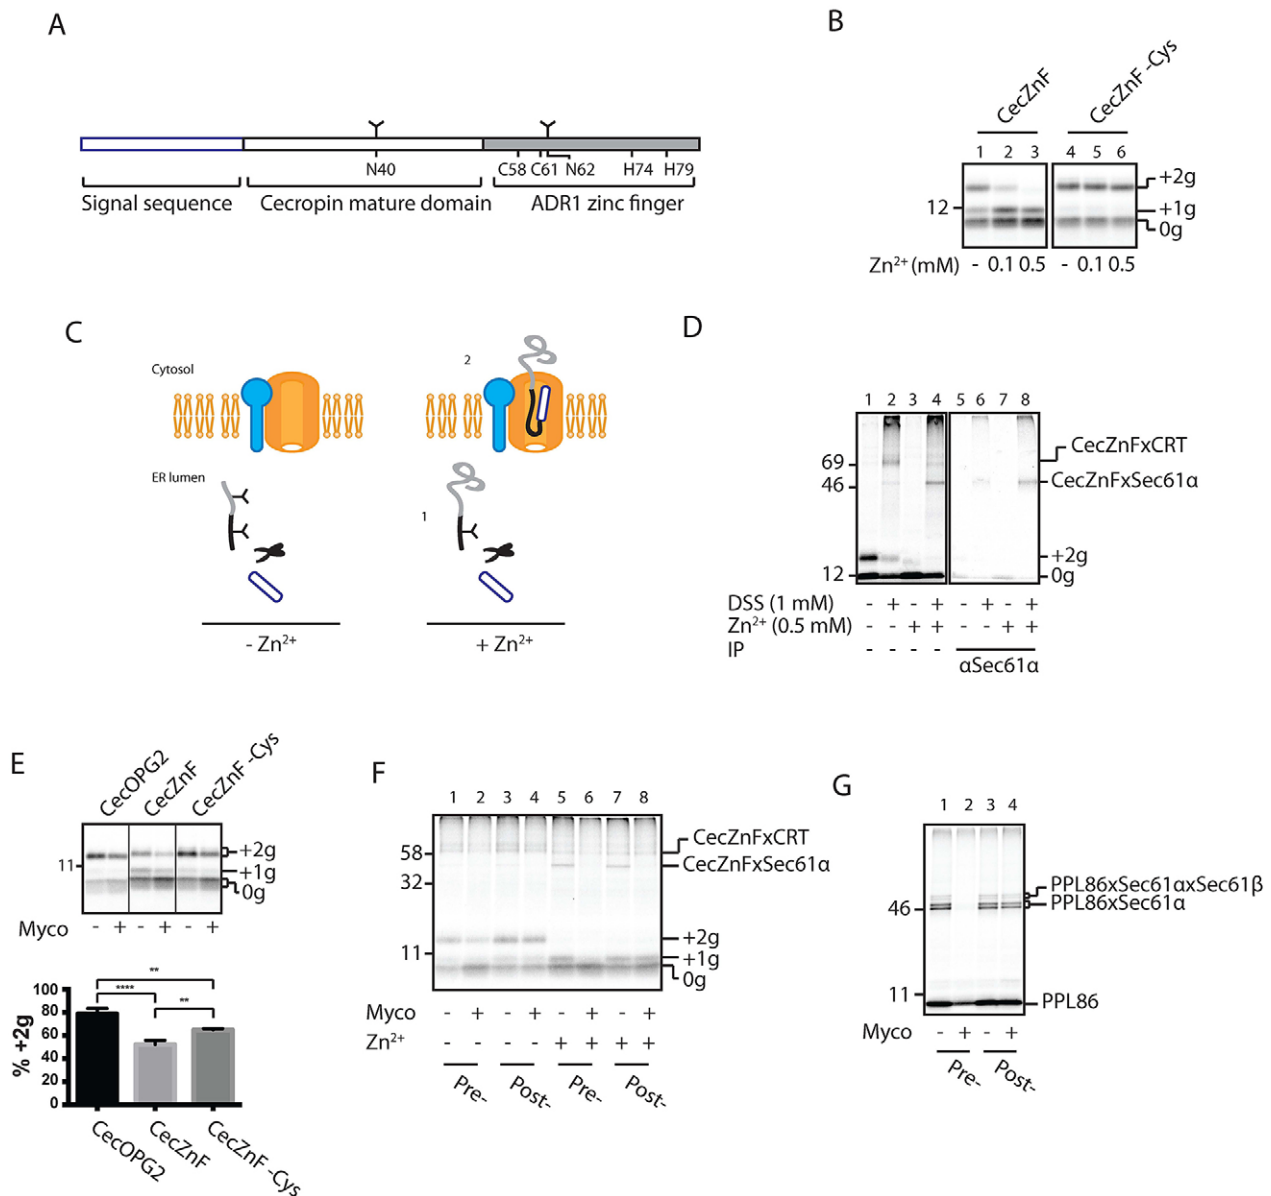 A
N40
C58 C61 N62 H74 H79
Signal sequence Cecropin mature domain ADR1 zinc finger
B
CecZnF CecZnF -Cys
1 2 3 4 5 6
12
+2g
+1g
0g
Zn²⁺ (mM) - 0.1 0.5 - 0.1 0.5
C
Cytosol
2
ER lumen
1
- Zn²⁺ + Zn²⁺
D
1 2 3 4 5 6 7 8
69
46
12
CecZnFxCRT
CecZnFxSec61α
+2g
0g
DSS (1 mM) - + - + - + - +
Zn²⁺ (0.5 mM) - - + + - - + +
IP - - - - αSec61α
E
CecOPG2 CecZnF CecZnF -Cys
11
+2g
+1g
0g
Myco - + - + - +
** 
**** **
% +2g
100
80
60
40
20
0
CecOPG2 CecZnF CecZnF -Cys
F
1 2 3 4 5 6 7 8
58
32
11
CecZnFxCRT
CecZnFxSec61α
+2g
+1g
0g
Myco - + - + - + - +
Zn²⁺ - - - - + + + +
Pre- Post- Pre- Post-
G
1 2 3 4
46
11
PPL86xSec61αxSec61β
PPL86xSec61α
PPL86
Myco - + - +
Pre- Post-